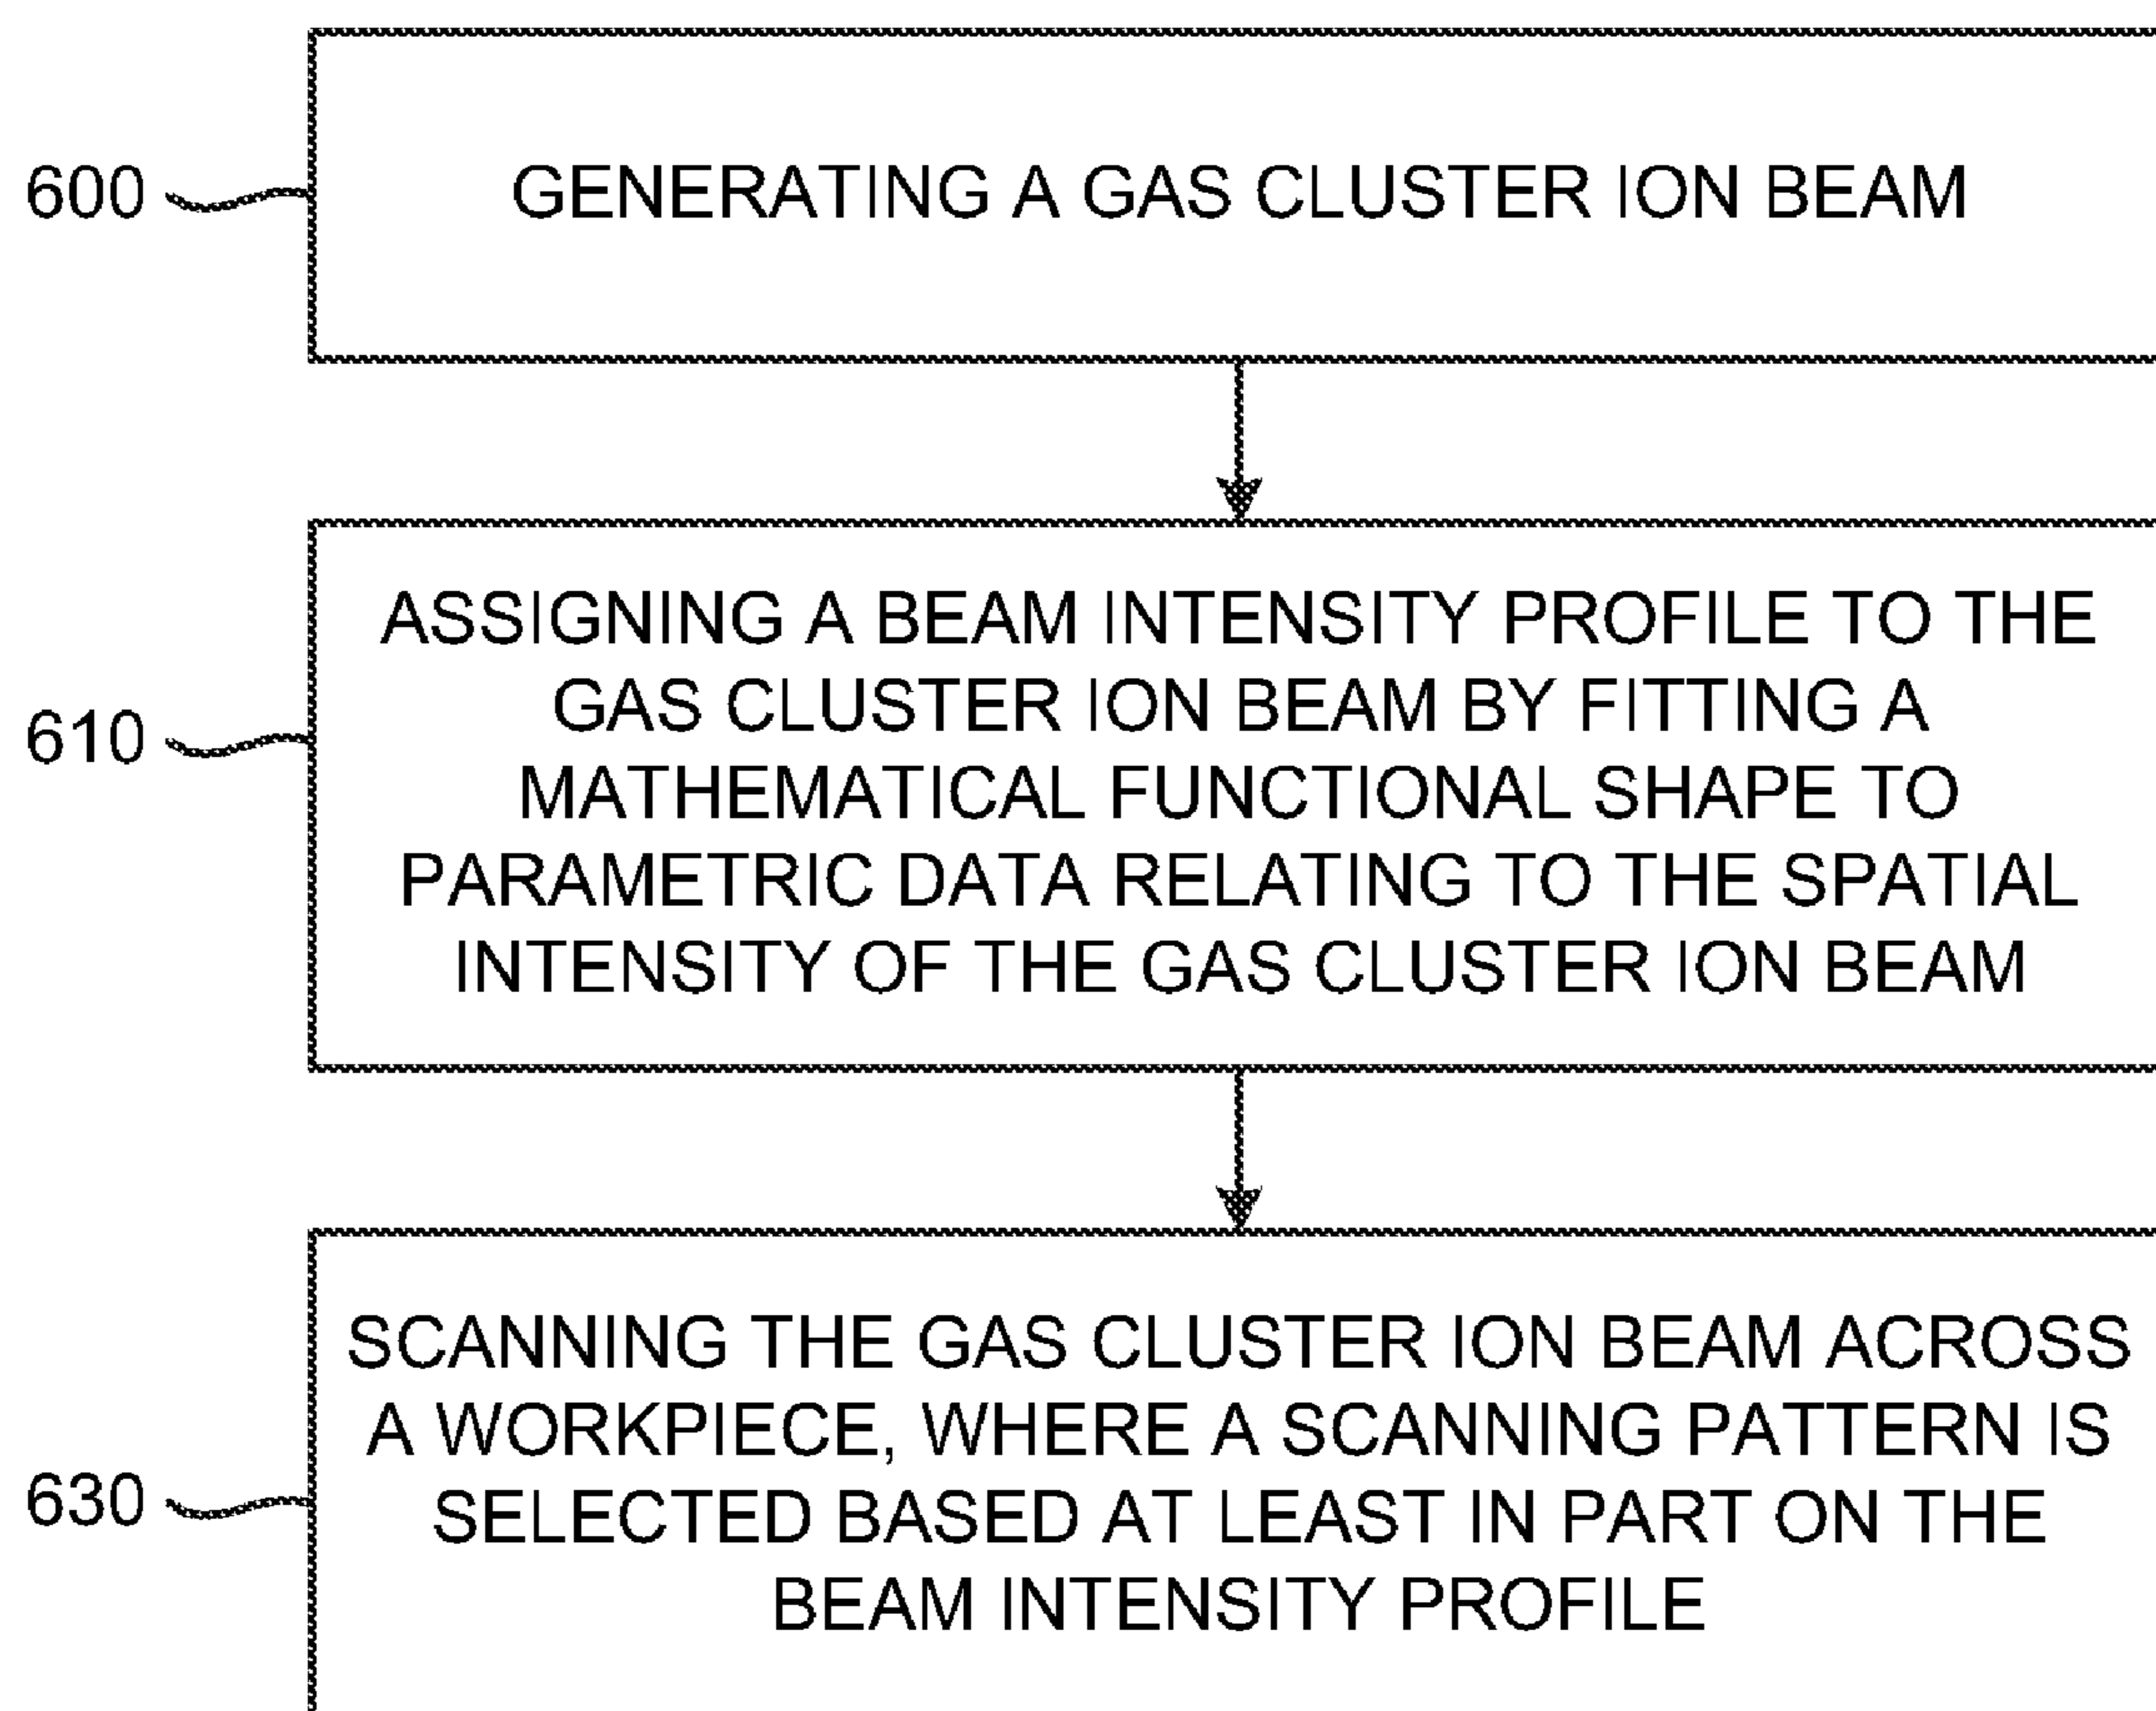 600
GENERATING A GAS CLUSTER ION BEAM
ASSIGNING A BEAM INTENSITY PROFILE TO THE
GAS CLUSTER ION BEAM BY FITTING A
610
MATHEMATICAL FUNCTIONAL SHAPE TO
PARAMETRIC DATA RELATING TO THE SPATIAL
INTENSITY OF THE GAS CLUSTER ION BEAM
SCANNING THE GAS CLUSTER ION BEAM ACROSS
A WORKPIECE, WHERE A SCANNING PATTERN IS
630
SELECTED BASED AT LEAST IN PART ON THE
BEAM INTENSITY PROFILE